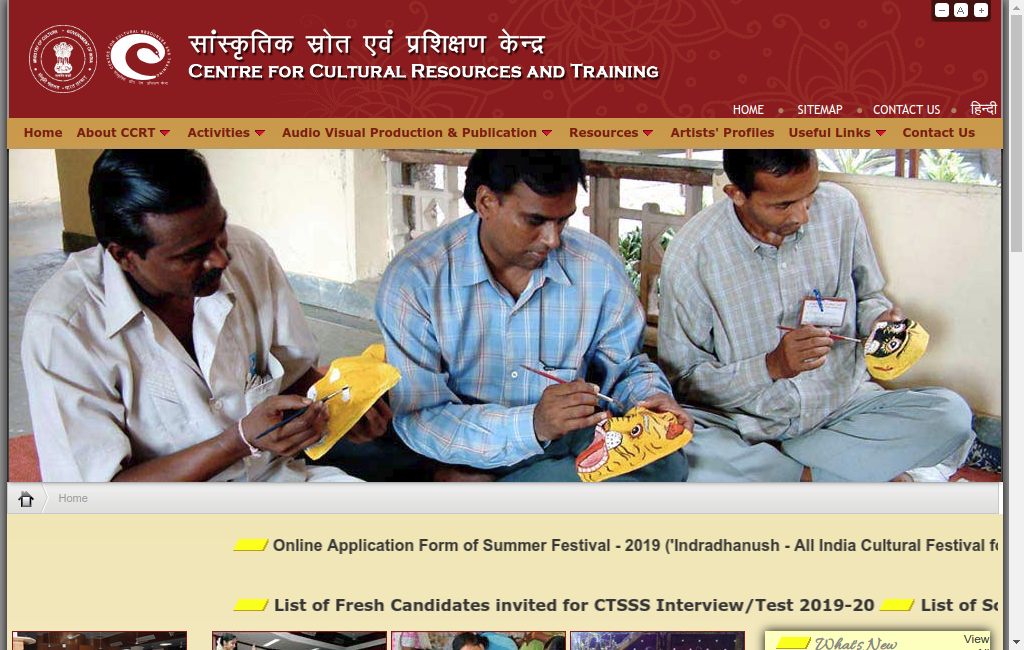 − A +
सांस्कृतिक स्रोत एवं प्रशिक्षण केन्द्र
CENTRE FOR CULTURAL RESOURCES AND TRAINING
HOME SITEMAP CONTACT US हिन्दी
Home About CCRT Activities Audio Visual Production & Publication Resources Artists' Profiles Useful Links Contact Us
Home
Online Application Form of Summer Festival - 2019 ('Indradhanush - All India Cultural Festival fo
List of Fresh Candidates invited for CTSSS Interview/Test 2019-20 List of Sc
What's New View